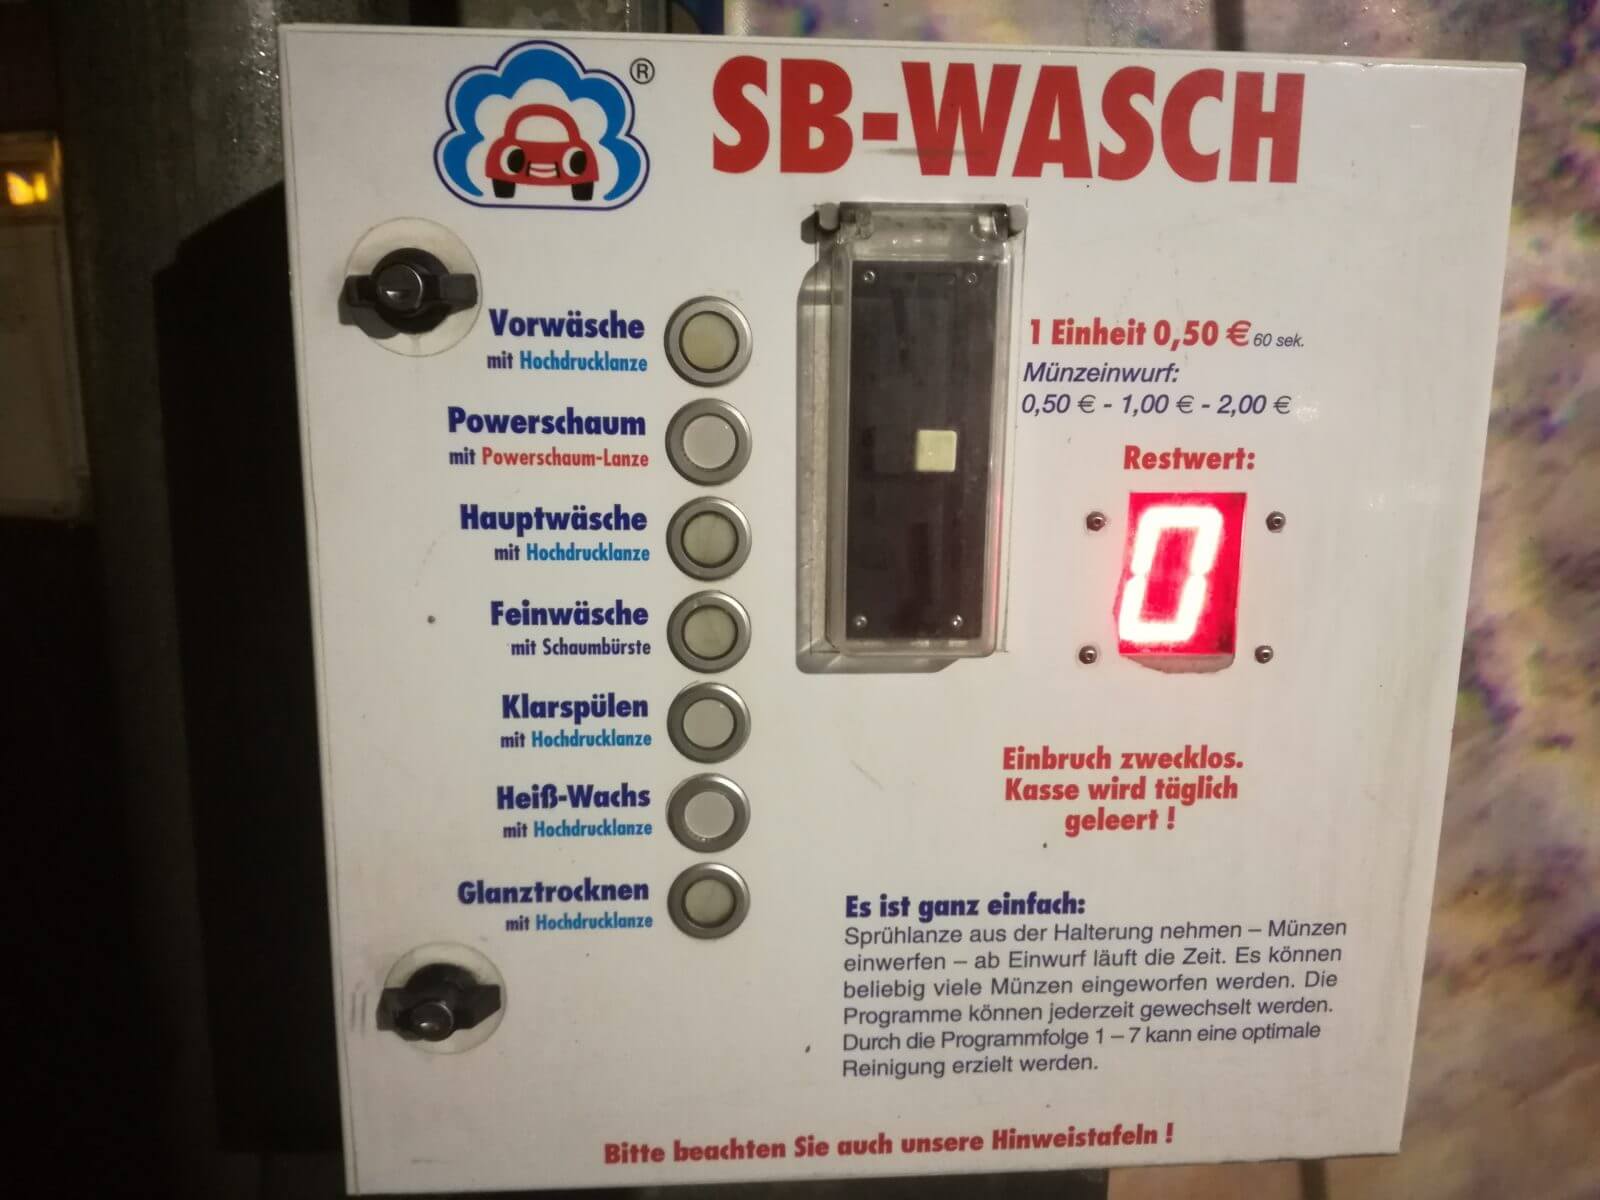 ®
SB-WASCH
Vorwäsche
mit Hochdrucklanze
Powerschaum
mit Powerschaum-Lanze
Hauptwäsche
mit Hochdrucklanze
Feinwäsche
mit Schaumbürste
Klarspülen
mit Hochdrucklanze
Heiß-Wachs
mit Hochdrucklanze
Glanztrocknen
mit Hochdrucklanze
1 Einheit 0,50 € 60 sek.
Münzeinwurf:
0,50 € - 1,00 € - 2,00 €
Restwert:
0
Einbruch zwecklos.
Kasse wird täglich
geleert !
Es ist ganz einfach:
Sprühlanze aus der Halterung nehmen – Münzen
einwerfen – ab Einwurf läuft die Zeit. Es können
beliebig viele Münzen eingeworfen werden. Die
Programme können jederzeit gewechselt werden.
Durch die Programmfolge 1 – 7 kann eine optimale
Reinigung erzielt werden.
Bitte beachten Sie auch unsere Hinweistafeln !